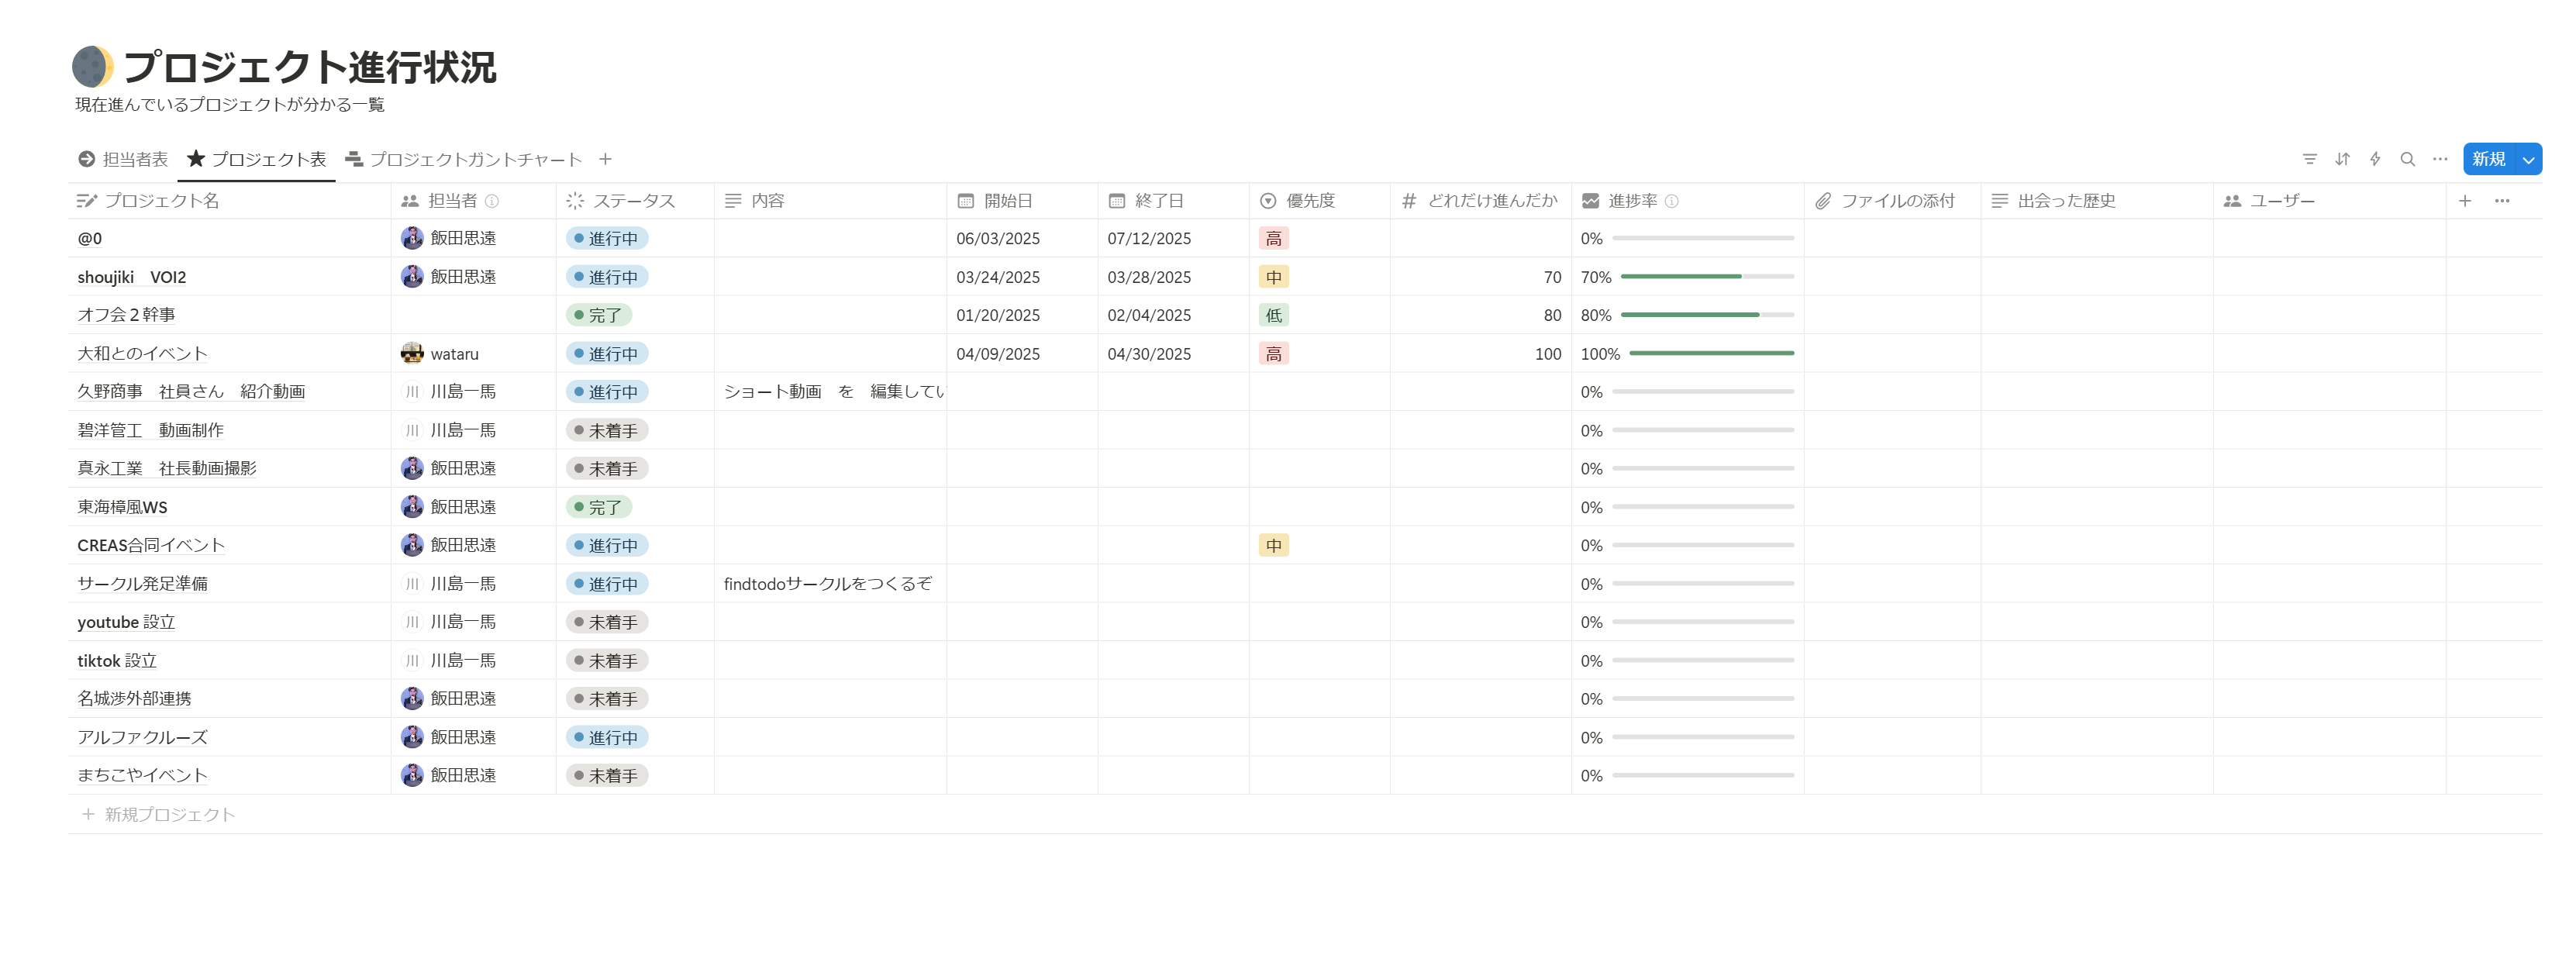 プロジェクト進行状況
現在進んでいるプロジェクトが分かる一覧
担当者表 プロジェクト表 プロジェクトガントチャート +
新規
プロジェクト名 担当者 ステータス 内容 開始日 終了日 優先度 # どれだけ進んだか 進捗率 ファイルの添付 出会った歴史 ユーザー + ...
@0 飯田思遠 進行中 06/03/2025 07/12/2025 高 0%
shoujiki　VOl2 飯田思遠 進行中 03/24/2025 03/28/2025 中 70 70%
オフ会２幹事 完了 01/20/2025 02/04/2025 低 80 80%
大和とのイベント wataru 進行中 04/09/2025 04/30/2025 高 100 100%
久野商事　社員さん　紹介動画 川 川島一馬 進行中 ショート動画　を　編集してい 0%
碧洋管工　動画制作 川 川島一馬 未着手 0%
真永工業　社長動画撮影 飯田思遠 未着手 0%
東海樟風WS 飯田思遠 完了 0%
CREAS合同イベント 飯田思遠 進行中 中 0%
サークル発足準備 川 川島一馬 進行中 findtodoサークルをつくるぞ 0%
youtube 設立 川 川島一馬 未着手 0%
tiktok 設立 川 川島一馬 未着手 0%
名城渉外部連携 飯田思遠 未着手 0%
アルファクルーズ 飯田思遠 進行中 0%
まちこやイベント 飯田思遠 未着手 0%
+ 新規プロジェクト